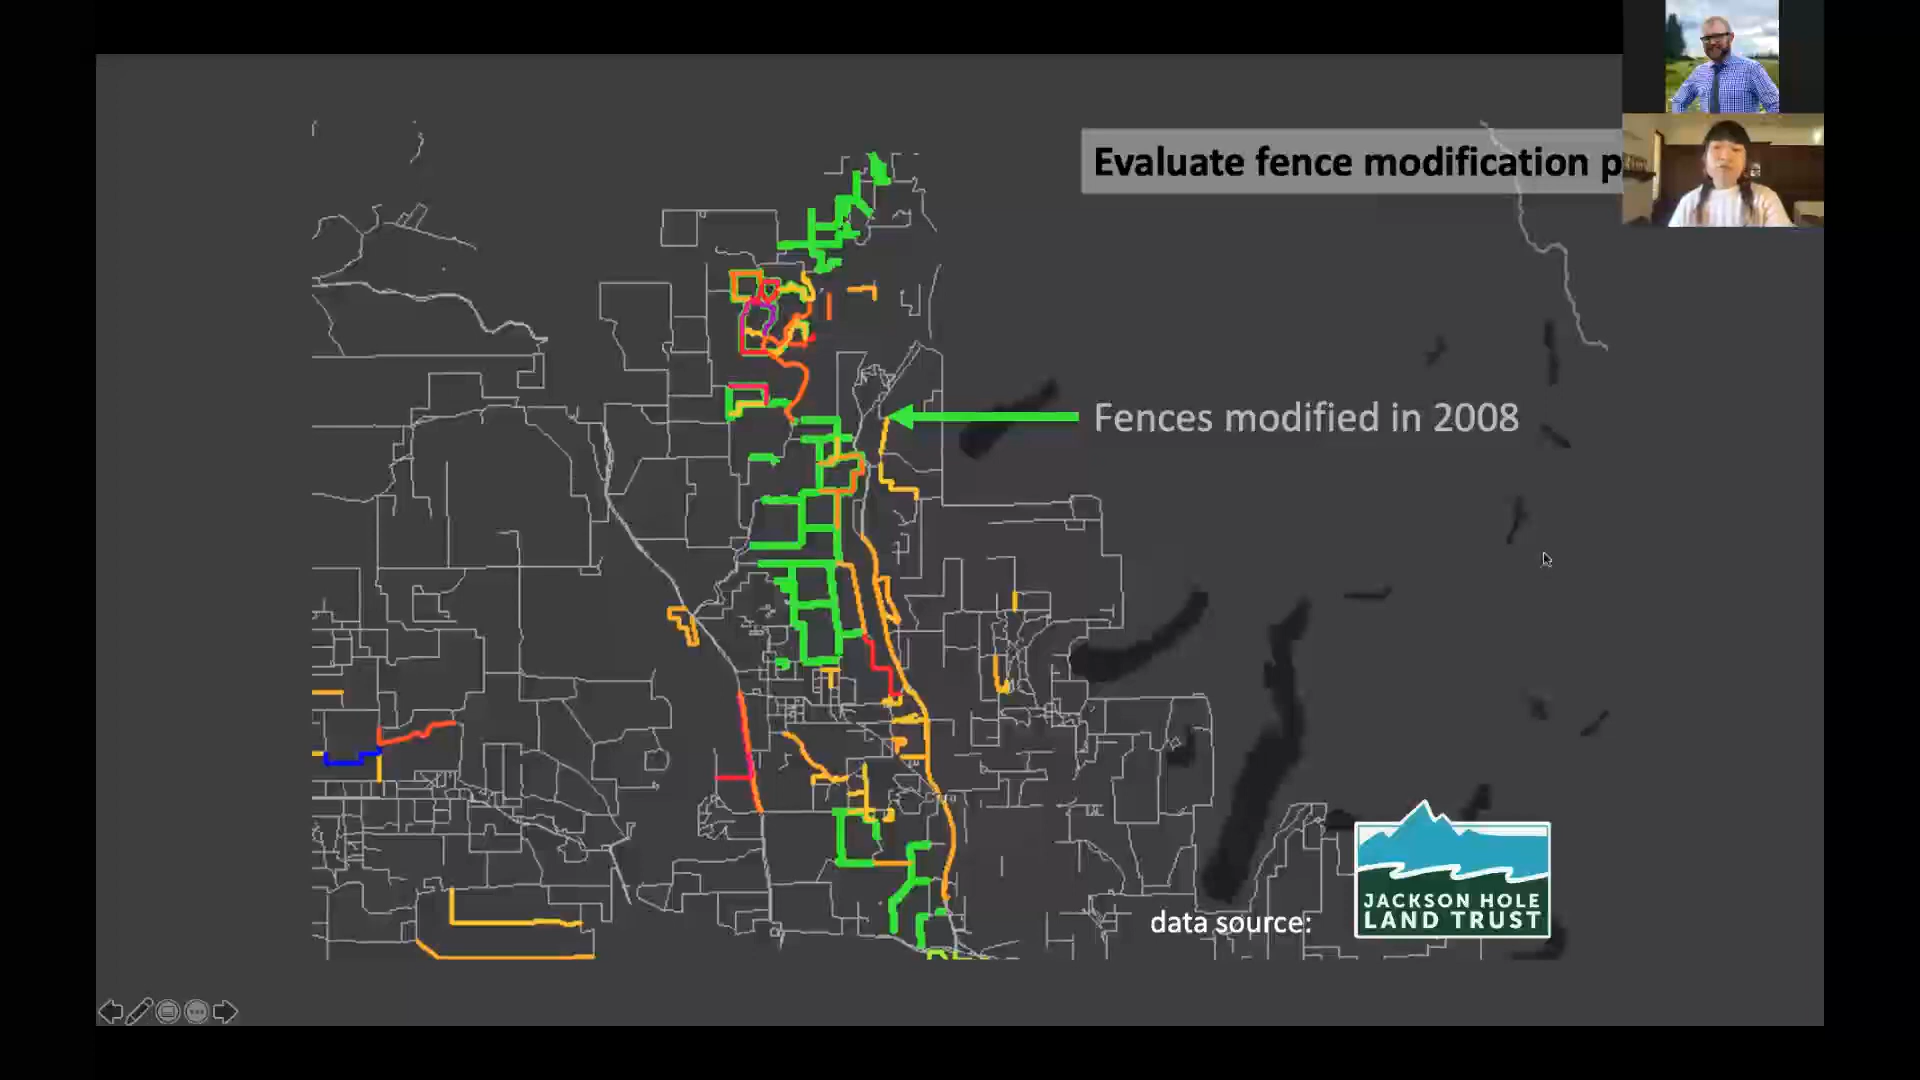 Evaluate fence modification p
Fences modified in 2008
data source:
JACKSON HOLE
LAND TRUST